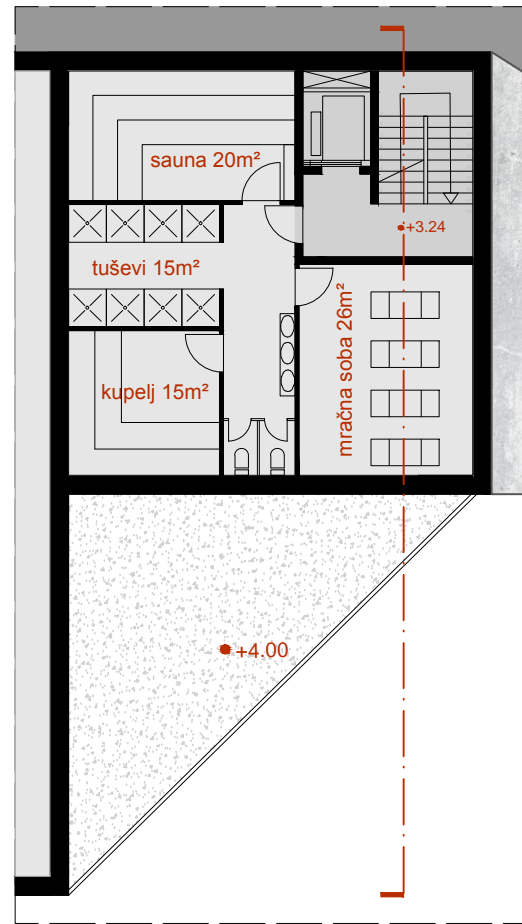 sauna 20m²
+3.24
tuševi 15m²
mračna soba 26m²
kupelj 15m²
+4.00